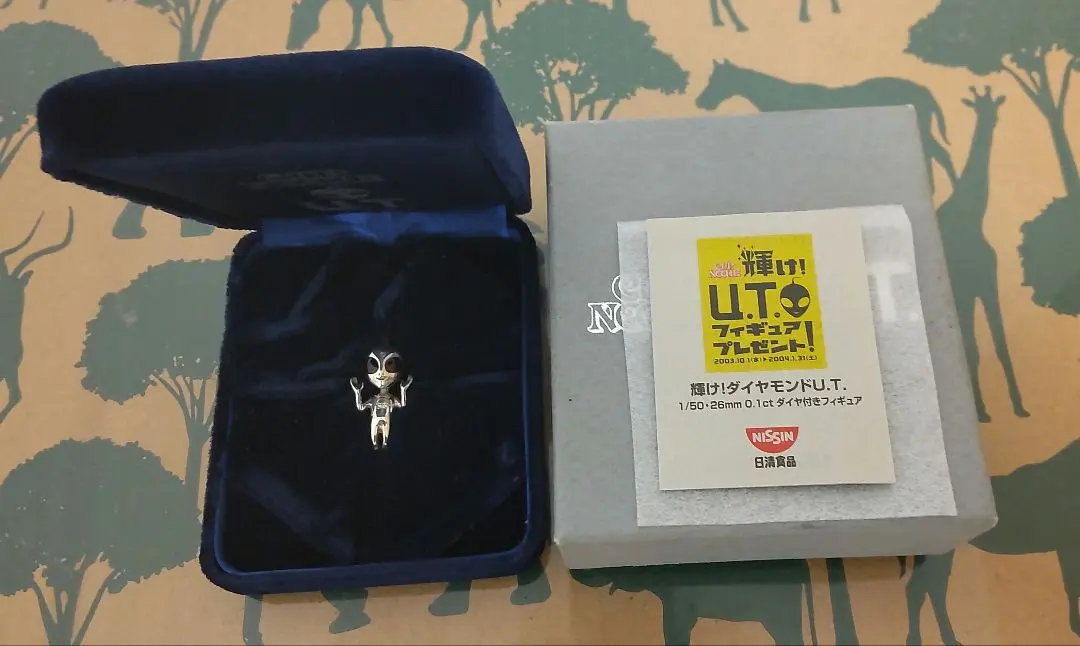 CUP
NOODLE
輝け!
U.T.
フィギュア
プレゼント!
2003.10.1(水)▶2004.1.31(土)
輝け!ダイヤモンドU.T.
1/50・26mm 0.1ct ダイヤ付きフィギュア
NISSIN
日清食品